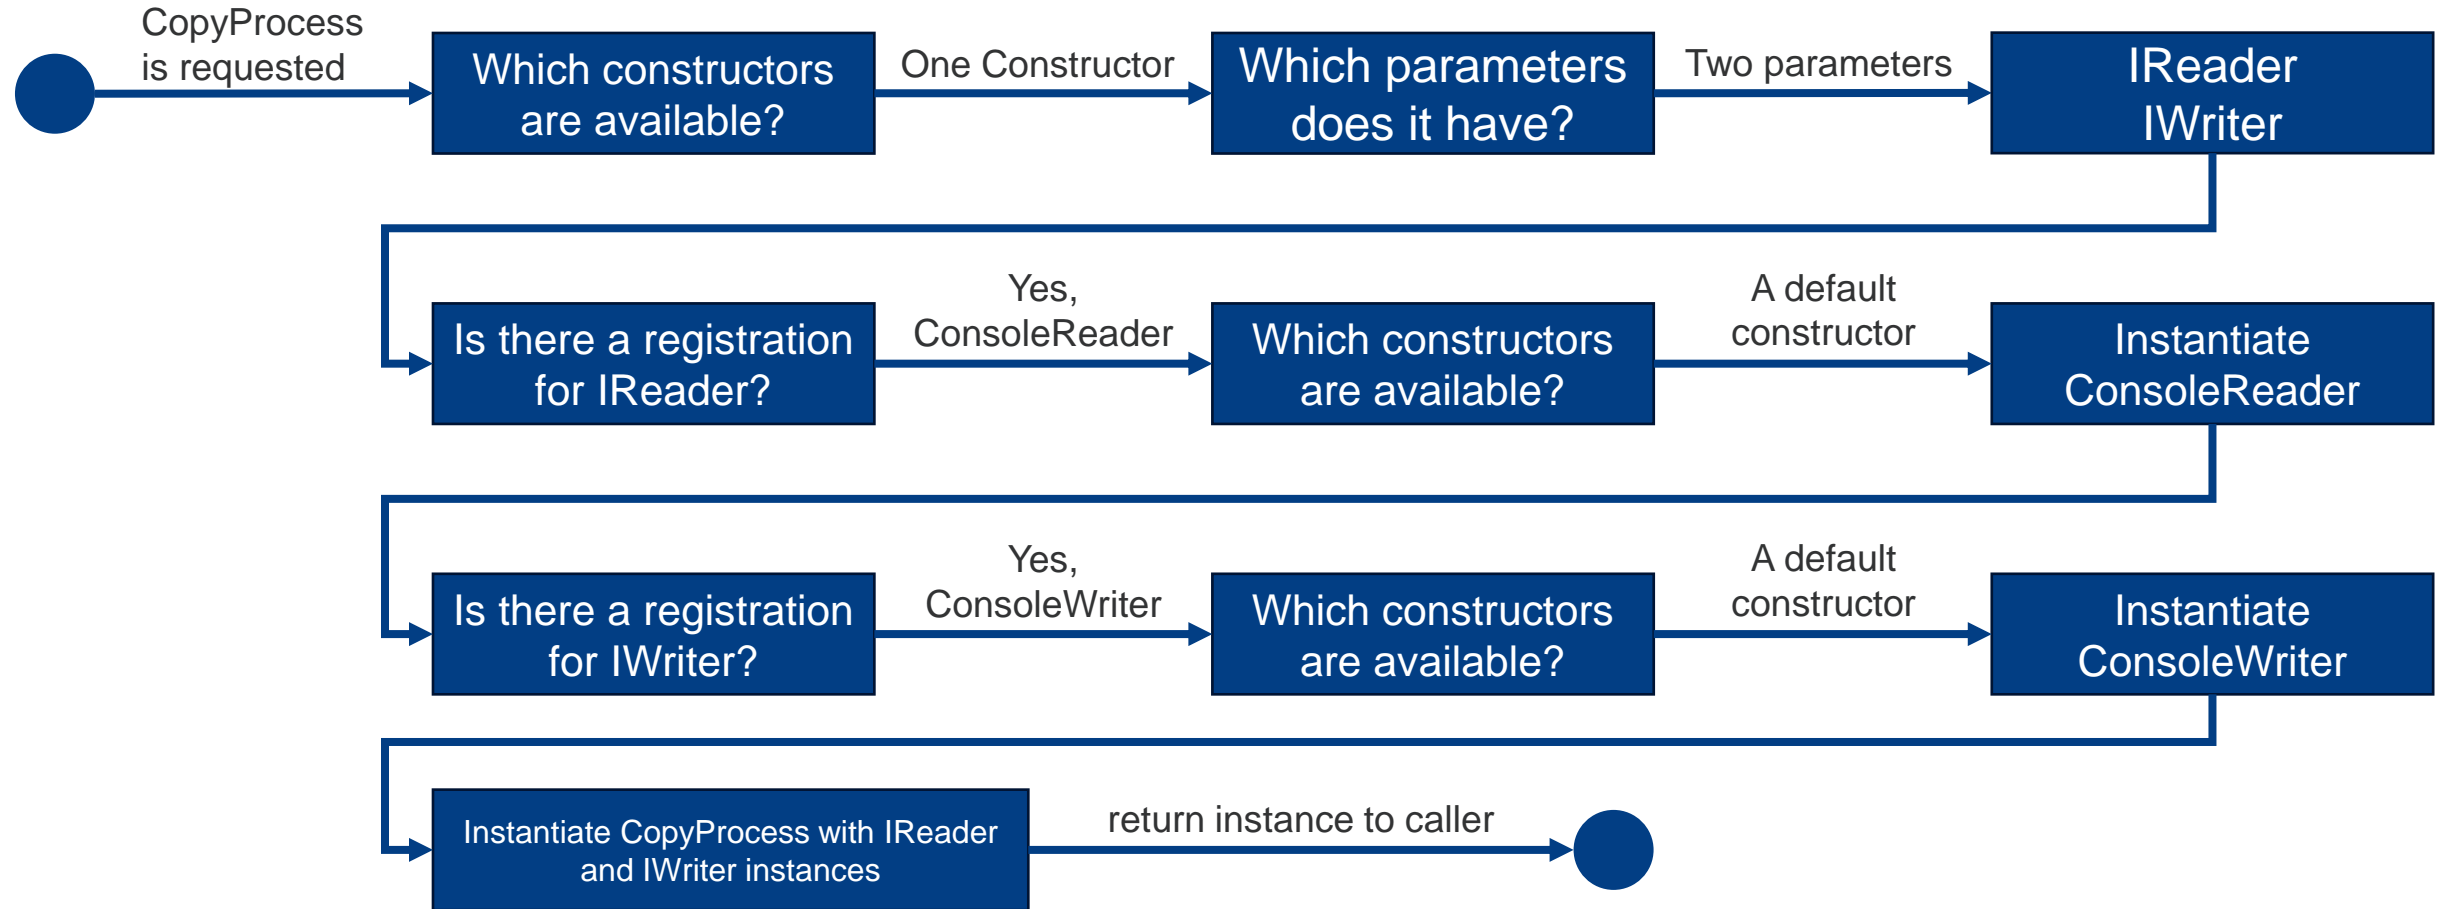 CopyProcess
is requested
Which constructors
are available?
One Constructor
Which parameters
does it have?
Two parameters
IReader
IWriter
Is there a registration
for IReader?
Yes,
ConsoleReader
Which constructors
are available?
A default
constructor
Instantiate
ConsoleReader
Is there a registration
for IWriter?
Yes,
ConsoleWriter
Which constructors
are available?
A default
constructor
Instantiate
ConsoleWriter
Instantiate CopyProcess with IReader
and IWriter instances
return instance to caller